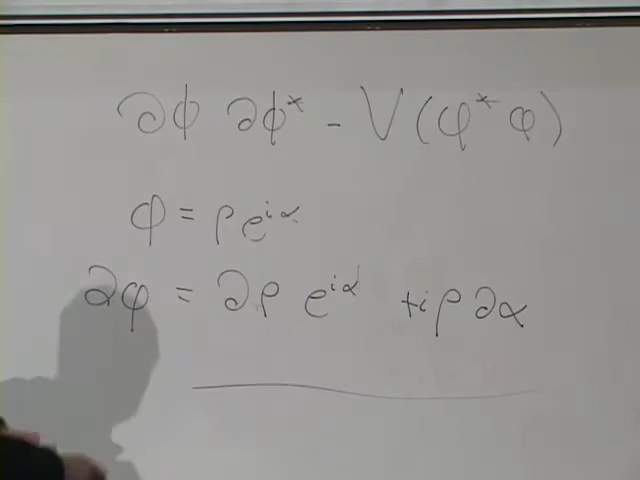 ∂ϕ ∂ϕ* - V(φ*φ)
ϕ = ρe^{iα}
∂φ = ∂ρ e^{iα} +iρ∂α